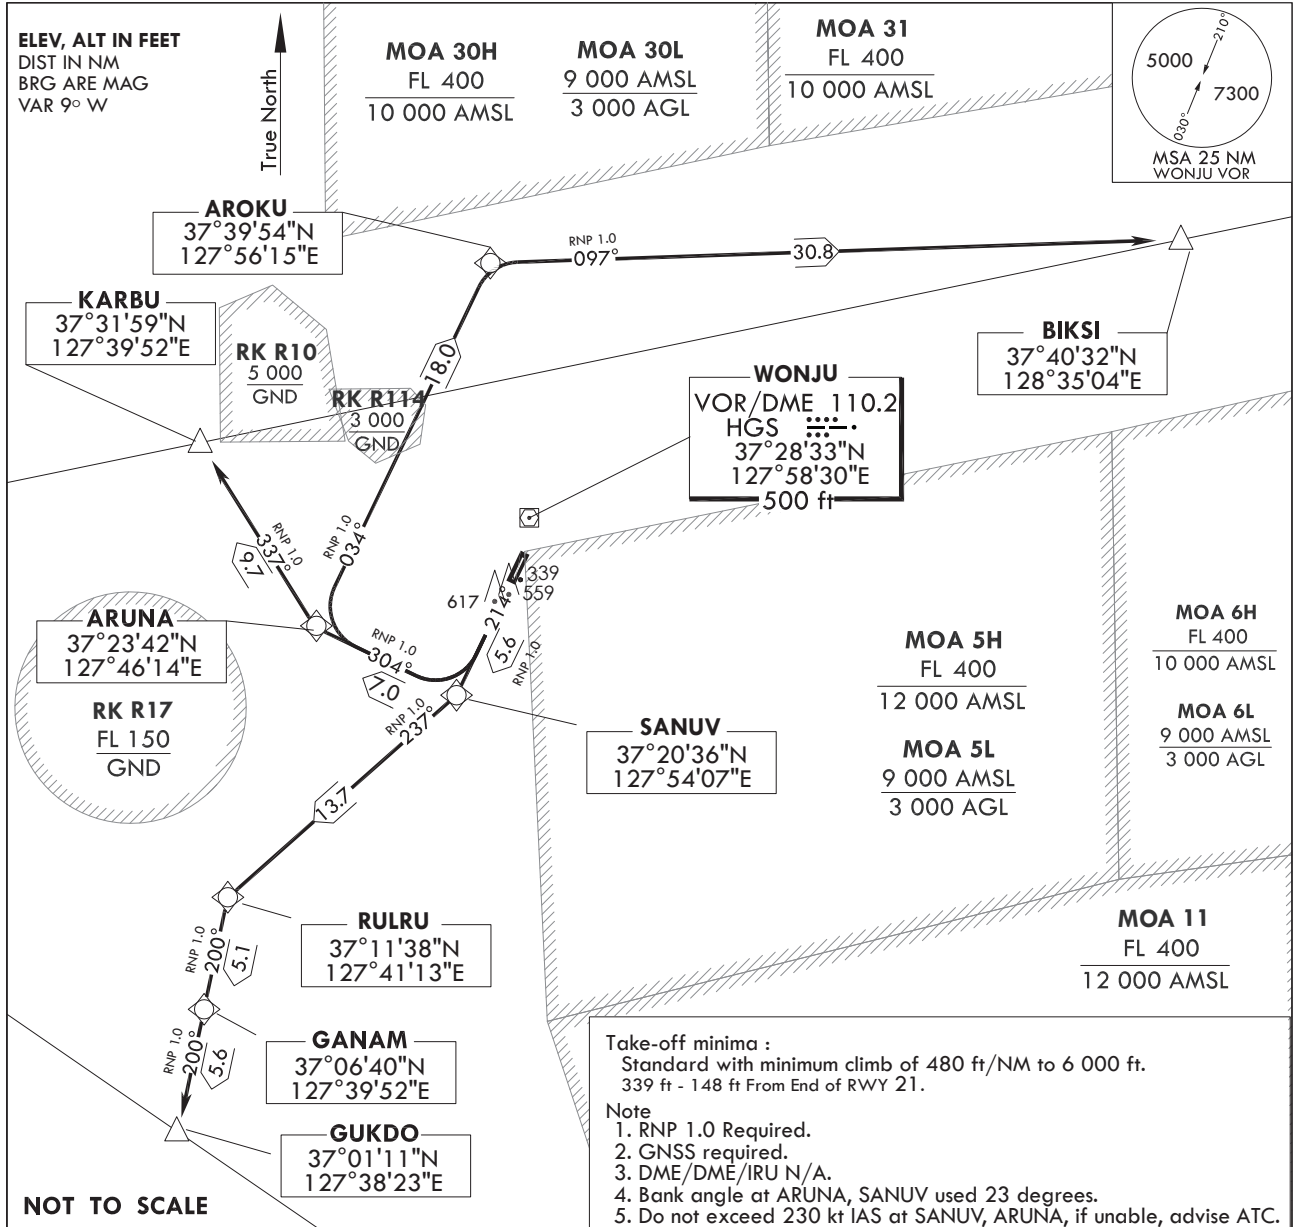 ELEV, ALT IN FEET
DIST IN NM
BRG ARE MAG
VAR 9° W
True North
MOA 30H
FL 400
10 000 AMSL
MOA 30L
9 000 AMSL
3 000 AGL
MOA 31
FL 400
10 000 AMSL
210°
5000
7300
030°
MSA 25 NM
WONJU VOR
AROKU
37°39'54"N
127°56'15"E
RNP 1.0
097°
30.8
KARBU
37°31'59"N
127°39'52"E
RK R10
5 000
GND
RK R114
3 000
GND
18.0
BIKSI
37°40'32"N
128°35'04"E
WONJU
VOR/DME 110.2
HGS
37°28'33"N
127°58'30"E
500 ft
RNP 1.0
337°
9.7
RNP 1.0
034°
339
559
617
214°
5.6
RNP 1.0
ARUNA
37°23'42"N
127°46'14"E
RNP 1.0
304°
7.0
RK R17
FL 150
GND
RNP 1.0
237°
13.7
SANUV
37°20'36"N
127°54'07"E
MOA 5H
FL 400
12 000 AMSL
MOA 5L
9 000 AMSL
3 000 AGL
MOA 6H
FL 400
10 000 AMSL
MOA 6L
9 000 AMSL
3 000 AGL
RULRU
37°11'38"N
127°41'13"E
RNP 1.0
200°
5.1
MOA 11
FL 400
12 000 AMSL
GANAM
37°06'40"N
127°39'52"E
RNP 1.0
200°
5.6
GUKDO
37°01'11"N
127°38'23"E
NOT TO SCALE
Take-off minima :
Standard with minimum climb of 480 ft/NM to 6 000 ft.
339 ft - 148 ft From End of RWY 21.
Note
1. RNP 1.0 Required.
2. GNSS required.
3. DME/DME/IRU N/A.
4. Bank angle at ARUNA, SANUV used 23 degrees.
5. Do not exceed 230 kt IAS at SANUV, ARUNA, if unable, advise ATC.